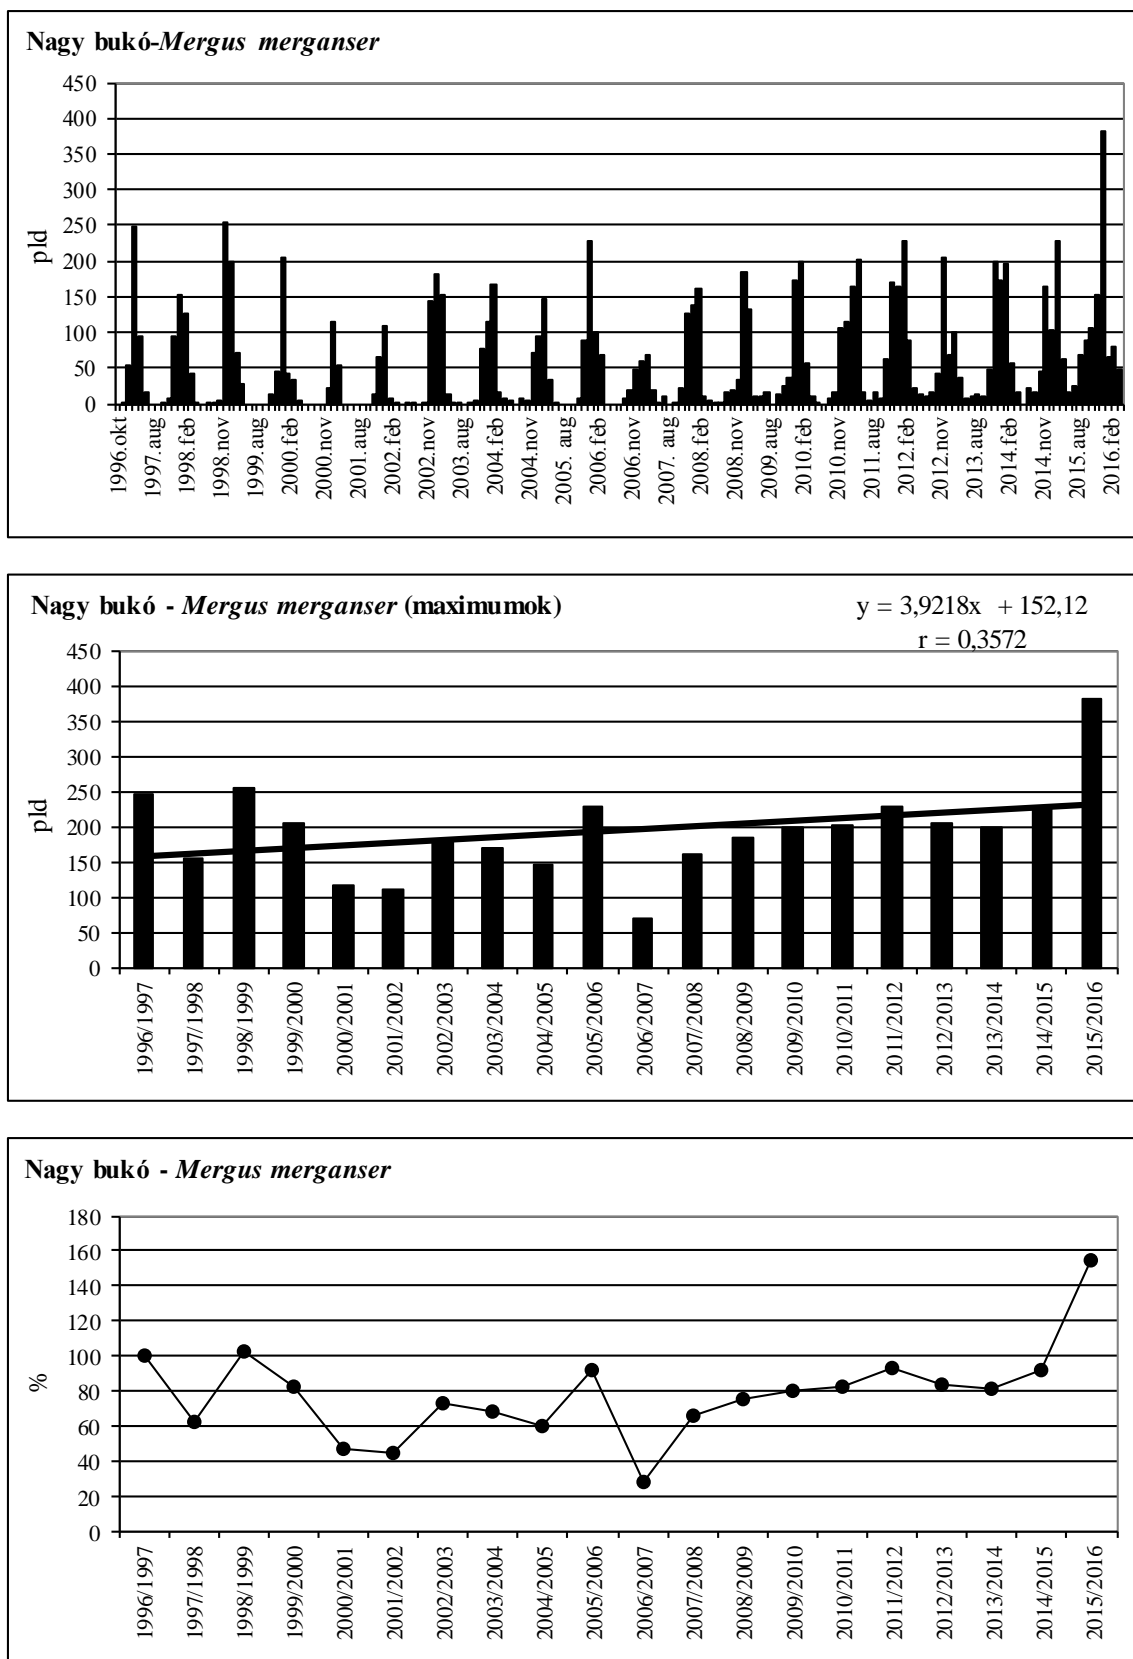 Nagy bukó-Mergus merganser
450
400
350
300
250
200
150
100
50
0
pld
1996.okt
1997.aug
1998.feb
1998.nov
1999.aug
2000.feb
2000.nov
2001.aug
2002.feb
2002.nov
2003.aug
2004.feb
2004.nov
2005. aug
2006.feb
2006.nov
2007. aug
2008.feb
2008.nov
2009.aug
2010.feb
2010.nov
2011.aug
2012.feb
2012.nov
2013.aug
2014.feb
2014.nov
2015.aug
2016.feb
Nagy bukó - Mergus merganser (maximumok)
y = 3,9218x + 152,12
r = 0,3572
450
400
350
300
250
200
150
100
50
0
pld
1996/1997
1997/1998
1998/1999
1999/2000
2000/2001
2001/2002
2002/2003
2003/2004
2004/2005
2005/2006
2006/2007
2007/2008
2008/2009
2009/2010
2010/2011
2011/2012
2012/2013
2013/2014
2014/2015
2015/2016
Nagy bukó - Mergus merganser
180
160
140
120
100
80
60
40
20
0
%
1996/1997
1997/1998
1998/1999
1999/2000
2000/2001
2001/2002
2002/2003
2003/2004
2004/2005
2005/2006
2006/2007
2007/2008
2008/2009
2009/2010
2010/2011
2011/2012
2012/2013
2013/2014
2014/2015
2015/2016